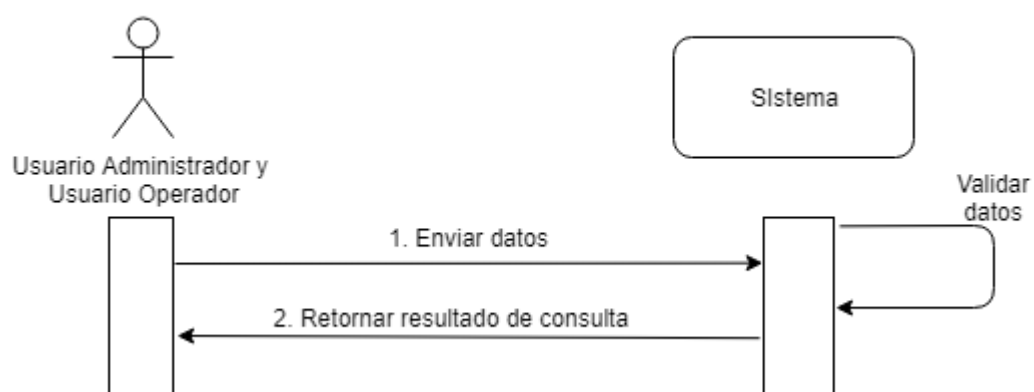 SIstema
Usuario Administrador y
Usuario Operador
Validar
datos
1. Enviar datos
2. Retornar resultado de consulta